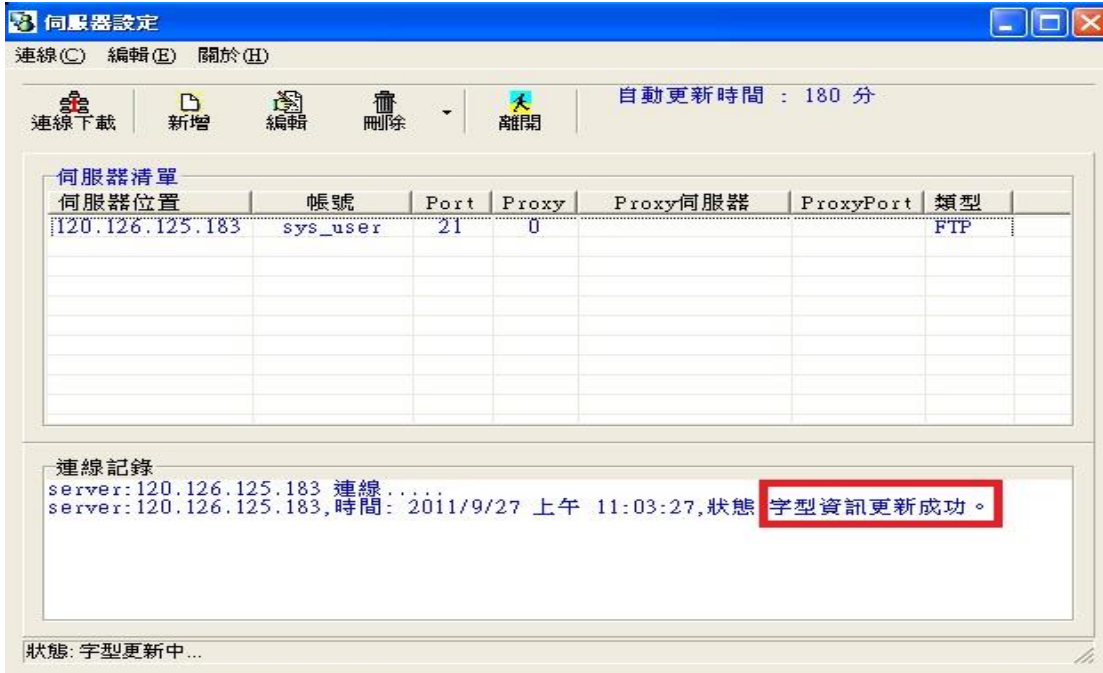 伺服器設定
連線(C) 編輯(E) 關於(H)
連線下載 新增 編輯 刪除 離開 自動更新時間 : 180 分
伺服器清單
伺服器位置 帳號 Port Proxy Proxy伺服器 ProxyPort 類型
120.126.125.183 sys_user 21 0 FTP
連線記錄
server:120.126.125.183 連線.....
server:120.126.125.183,時間: 2011/9/27 上午 11:03:27,狀態 字型資訊更新成功。
狀態: 字型更新中...